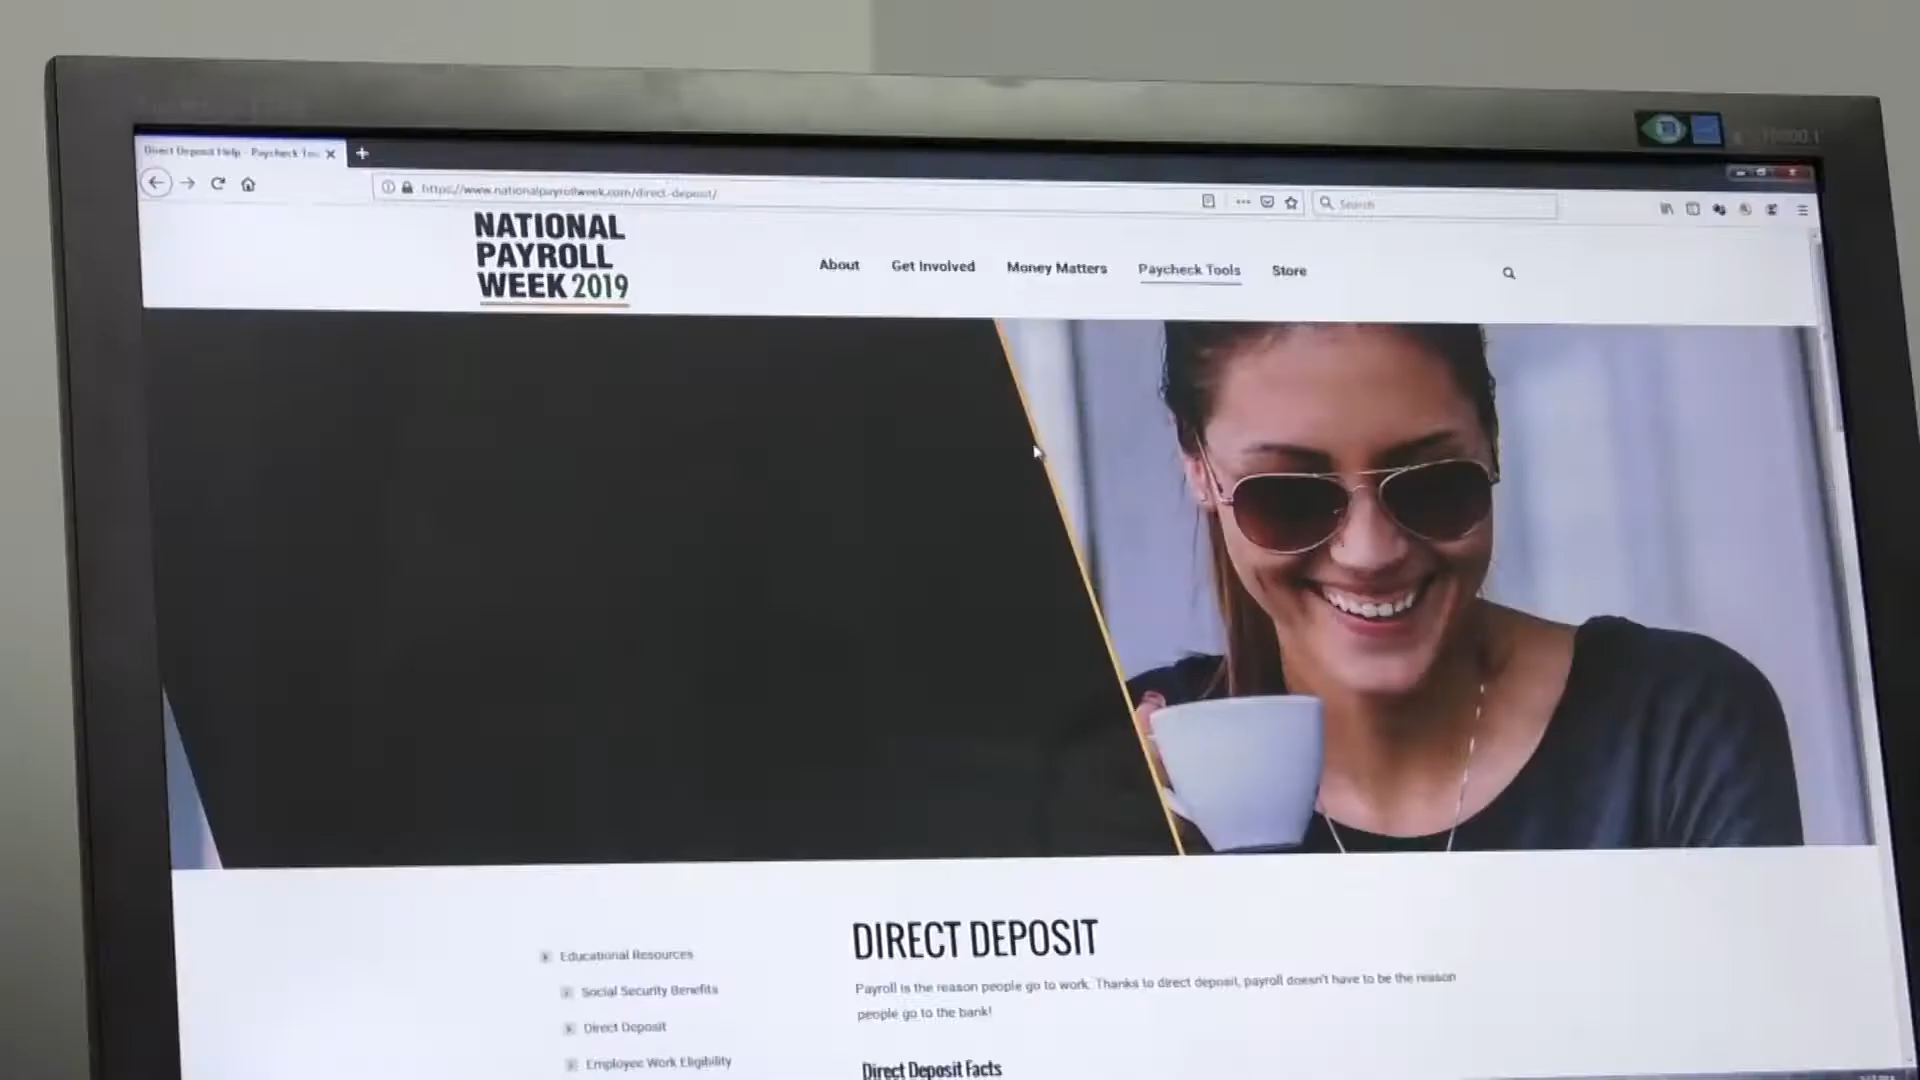 Direct Deposit Help - Paycheck Too
https://www.nationalpayrollweek.com/direct-deposit/
Search
NATIONAL
PAYROLL
WEEK 2019
About
Get Involved
Money Matters
Paycheck Tools
Store
DIRECT DEPOSIT
Payroll is the reason people go to work. Thanks to direct deposit, payroll doesn't have to be the reason
people go to the bank!
Direct Deposit Facts
Educational Resources
Social Security Benefits
Direct Deposit
Employee Work Eligibility